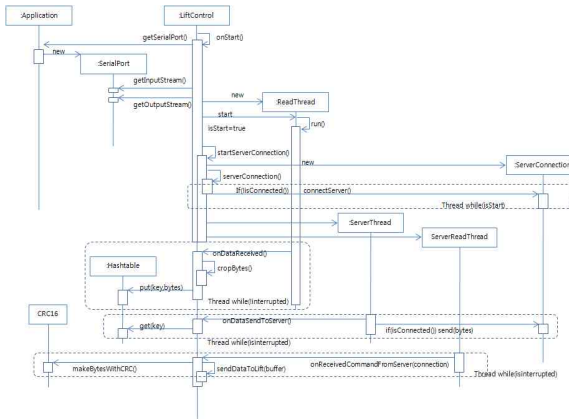 :Application
:LiftControl
getSerialPort()
onStart()
new
:SerialPort
getInputStream()
getOutputStream()
new
:ReadThread
start
isStart=true
run()
startServerConnection()
new
:ServerConnection
serverConnection()
If(!isConnected())
connectServer()
Thread while(isStart)
:ServerThread
ServerReadThread
onDataReceived()
:Hashtable
cropBytes()
put(key,bytes)
Thread while(!interrupted)
CRC16
onDataSendToServer()
get(key)
if(isConnected()) send(bytes)
Thread while(isinterrupted)
onReceivedCommandFromServer(connection)
makeBytesWithCRC()
sendDataToLift(buffer)
Thread while(isinterrupted)